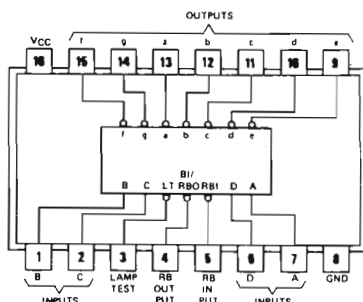 OUTPUTS
VCC f g a b c d e
16 15 14 13 12 11 10 9
f g a b c d e
BI/
B C LT RBO RBI D A
1 2 3 4 5 6 7 8
B C LAMP TEST RB OUT PUT RB IN PUT D A GND
INPUTS INPUTS